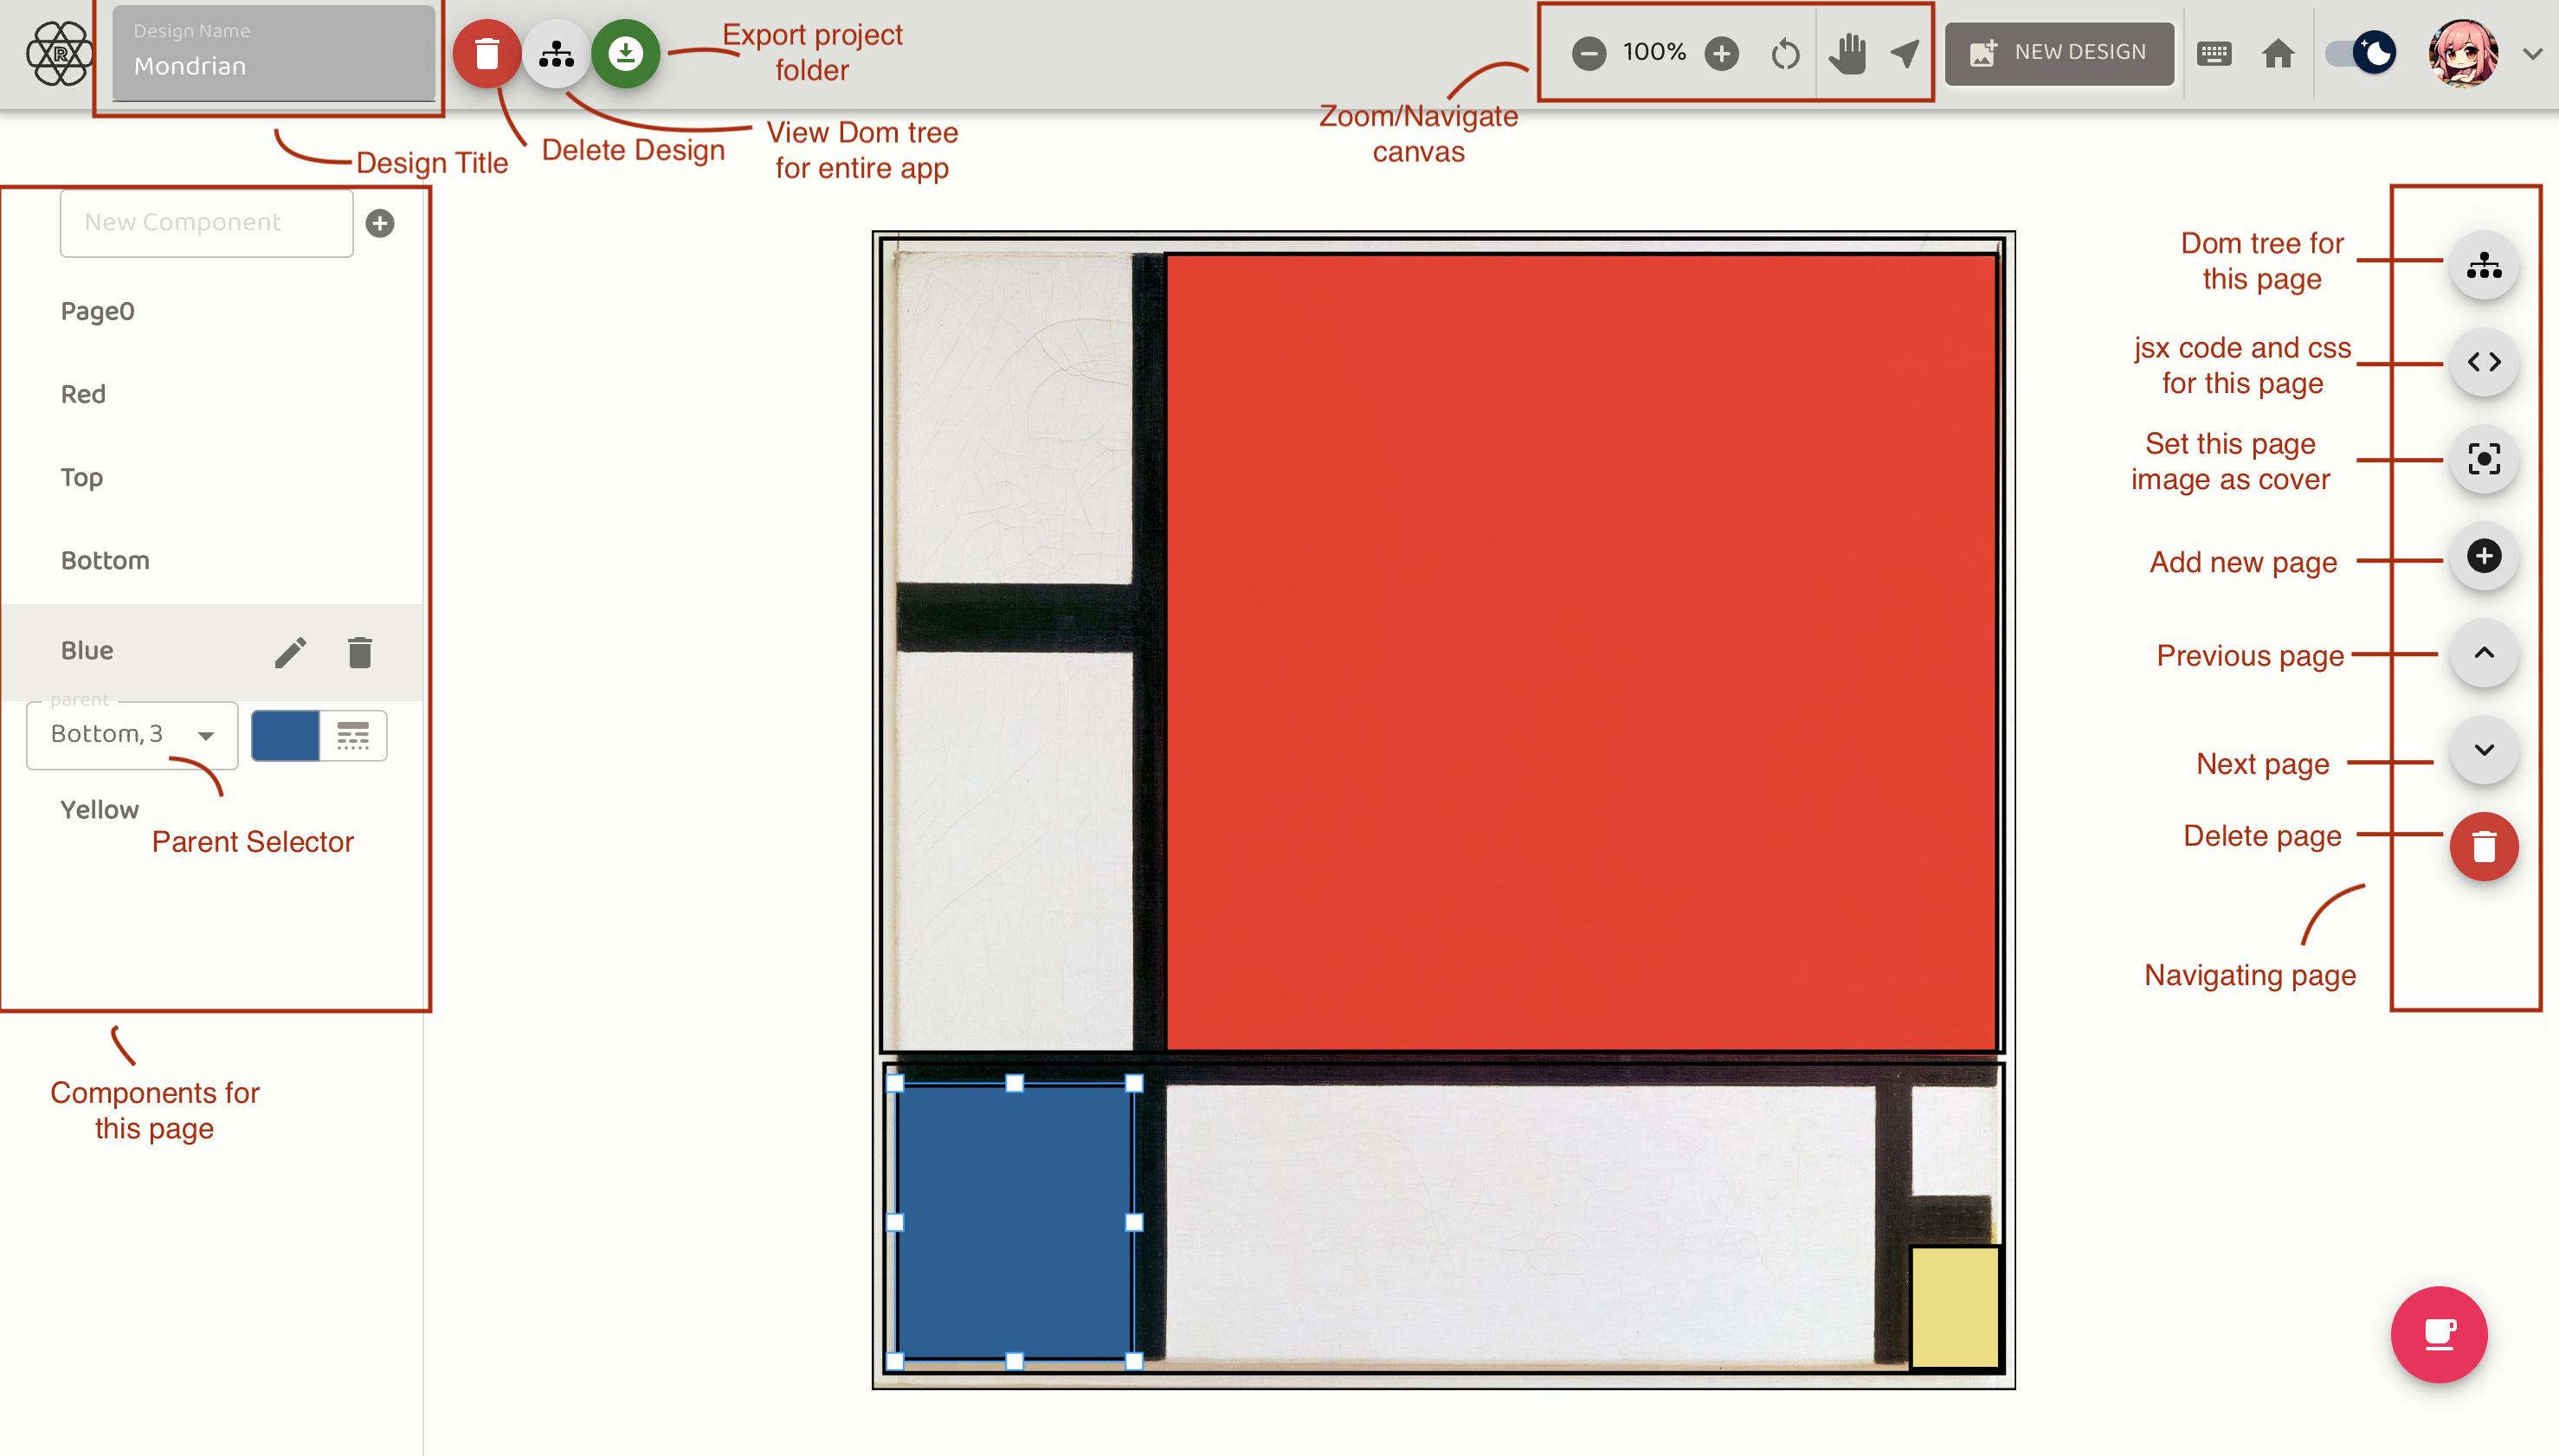 R
Design Name
Mondrian
Export project
folder
100%
NEW DESIGN
Zoom/Navigate
canvas
Design Title
Delete Design
View Dom tree
for entire app
New Component
Page0
Red
Top
Bottom
Blue
parent
Bottom, 3
Yellow
Parent Selector
Components for
this page
Dom tree for
this page
jsx code and css
for this page
Set this page
image as cover
Add new page
Previous page
Next page
Delete page
Navigating page